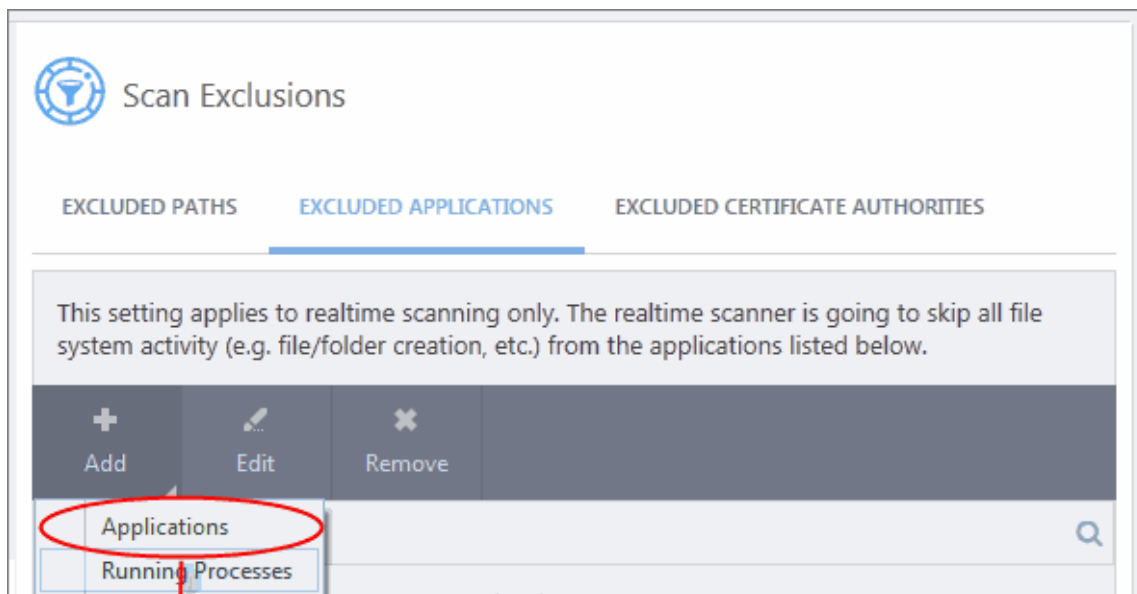 Scan Exclusions
EXCLUDED PATHS EXCLUDED APPLICATIONS EXCLUDED CERTIFICATE AUTHORITIES
This setting applies to realtime scanning only. The realtime scanner is going to skip all file
system activity (e.g. file/folder creation, etc.) from the applications listed below.
Add Edit Remove
Applications
Running Processes